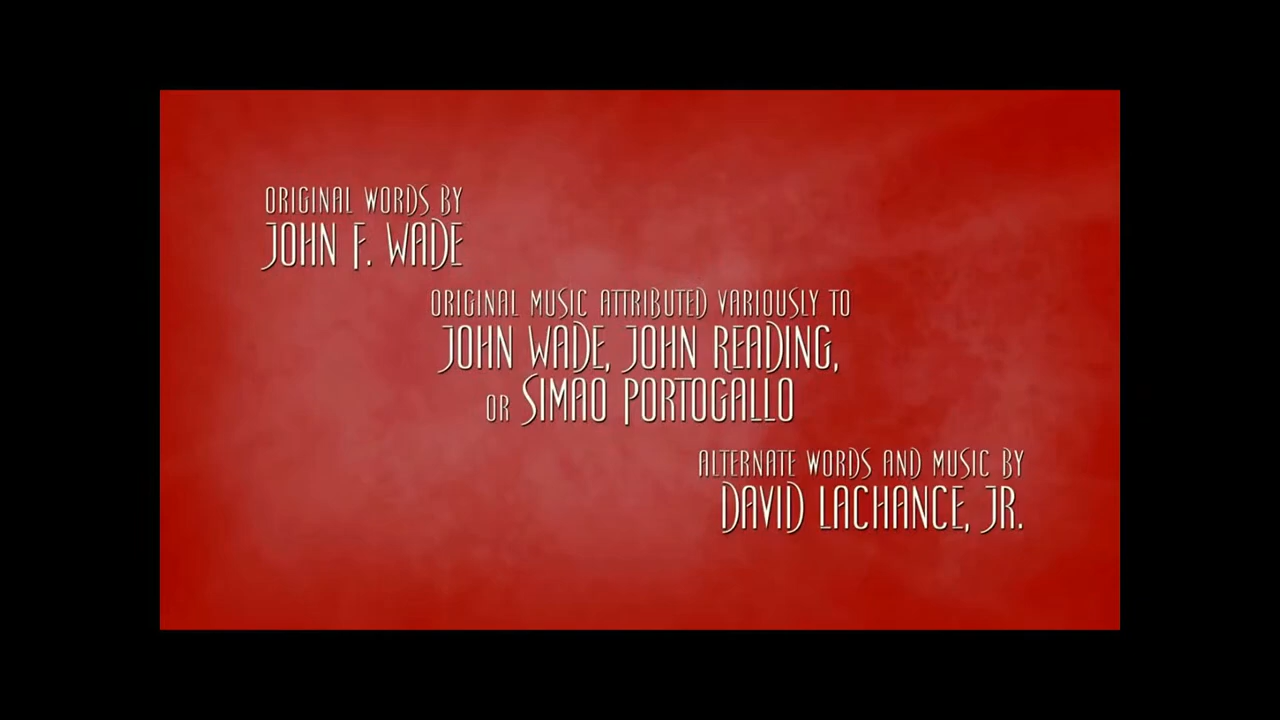 ORIGINAL WORDS BY
JOHN F. WADE
ORIGINAL MUSIC ATTRIBUTED VARIOUSLY TO
JOHN WADE, JOHN READING,
OR SIMAO PORTOGALLO
ALTERNATE WORDS AND MUSIC BY
DAVID LACHANCE, JR.